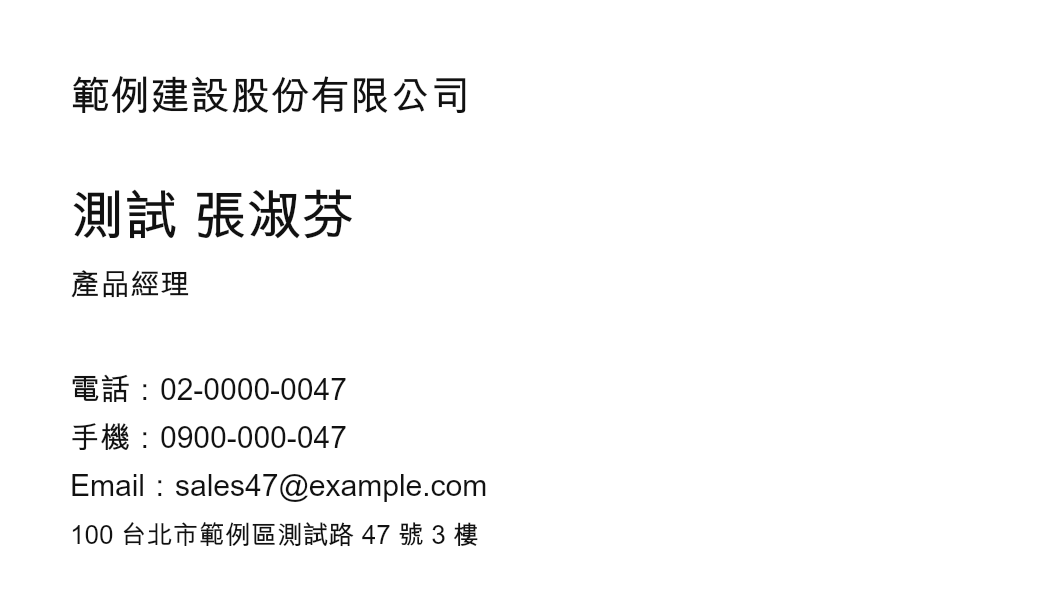 範例建設股份有限公司
測試 張淑芬
產品經理
電話：02-0000-0047
手機：0900-000-047
Email：sales47@example.com
100 台北市範例區測試路 47 號 3 樓